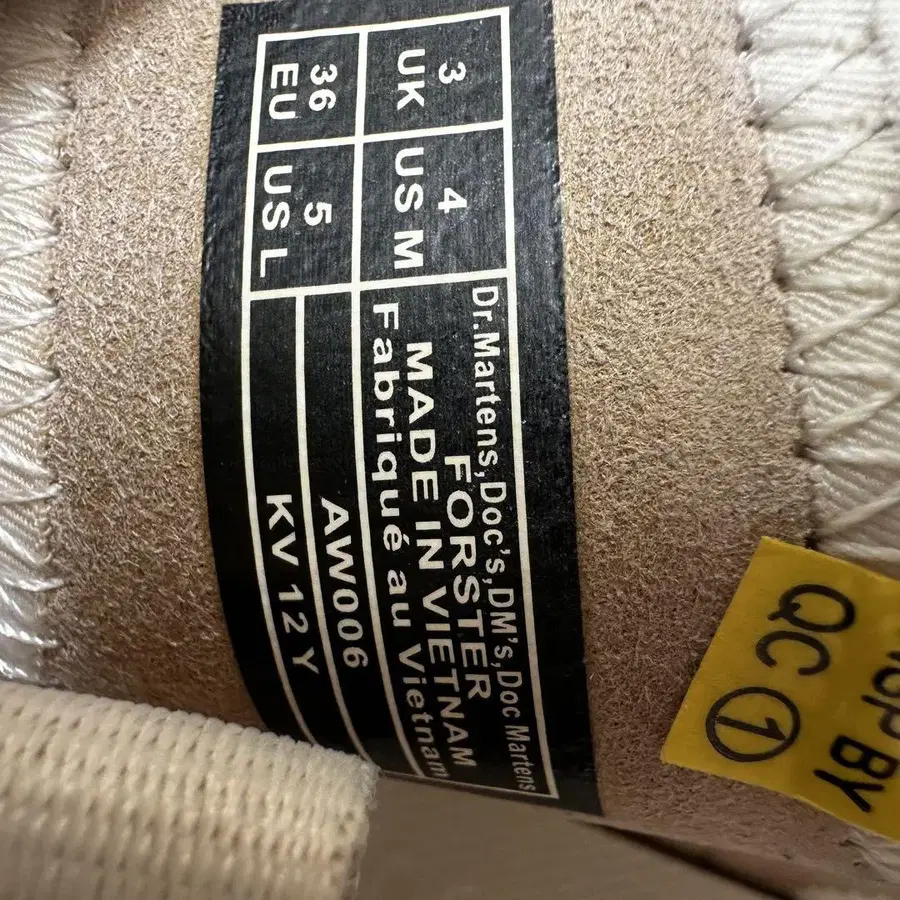 3
UK
4
US M
36
EU
5
US L
Dr.Martens,Doc's,DM's,Doc Martens
FORSTER
MADE IN VIETNAM
Fabriqué au Vietnam
AW006
KV 12 Y
BY
QC 1